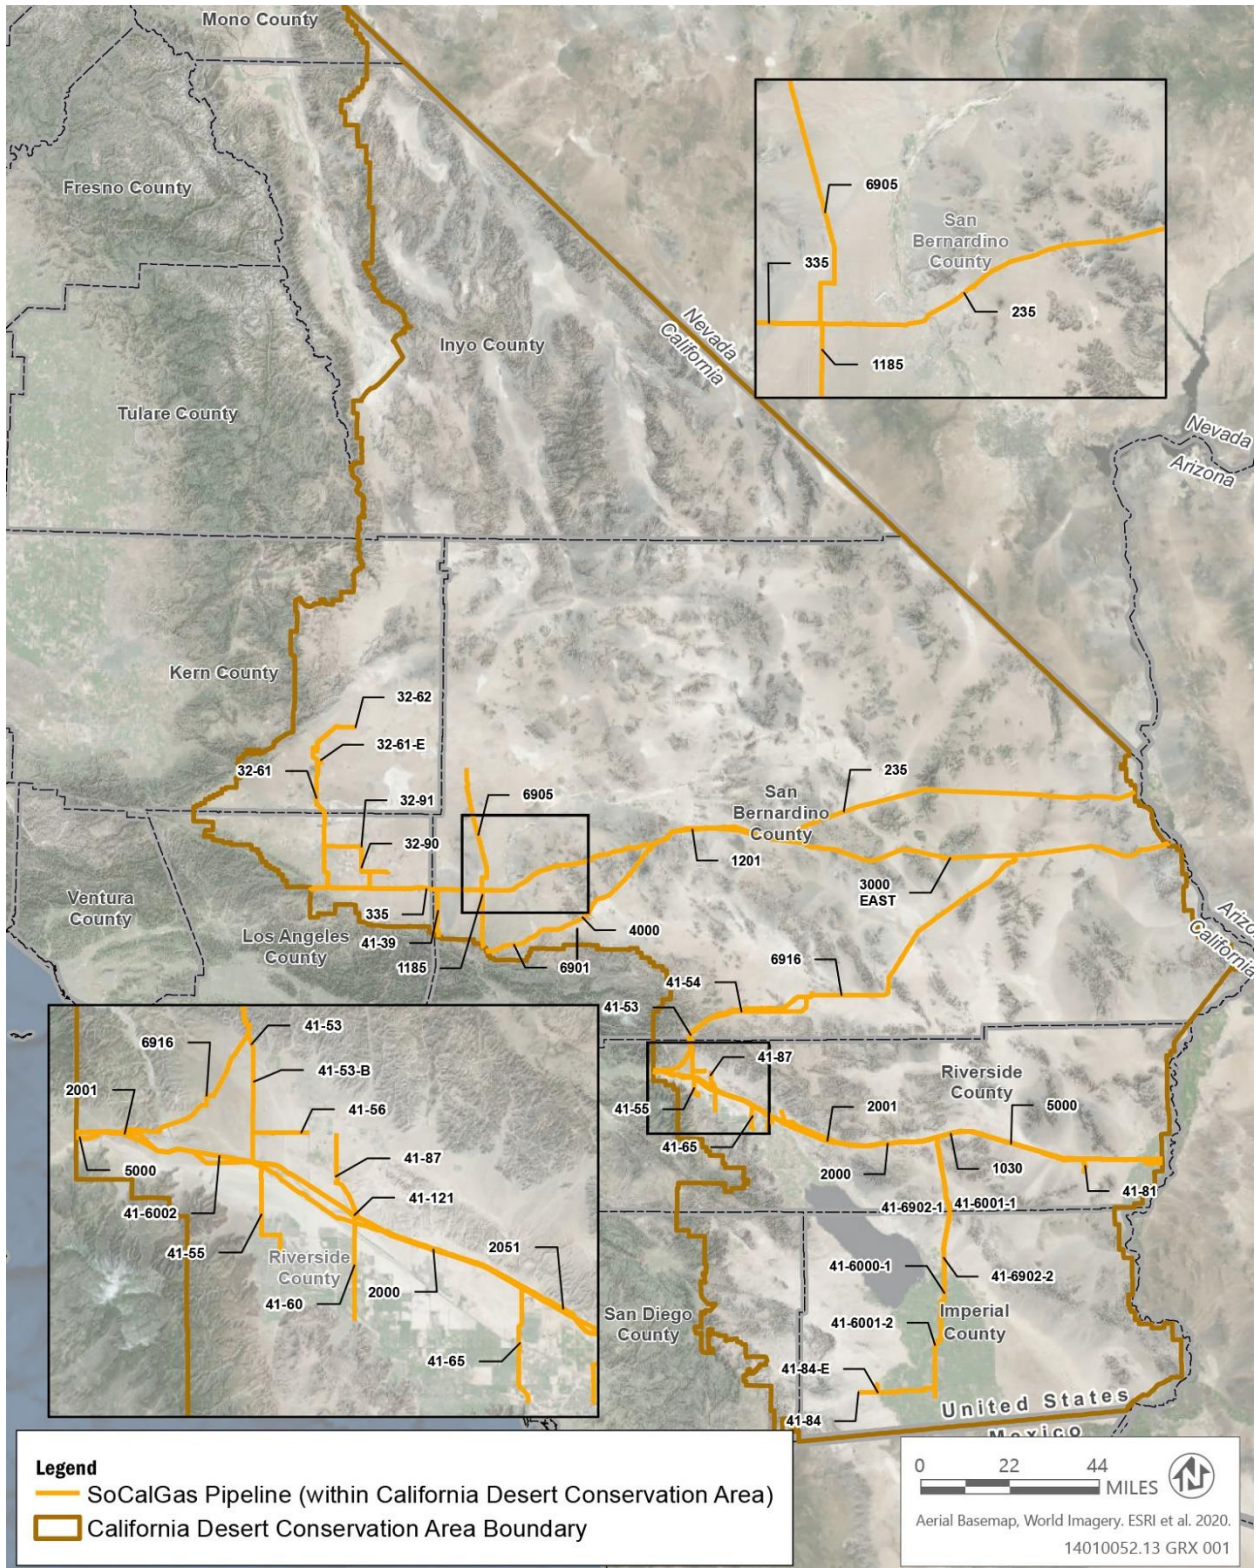 Mono County
Fresno County
Inyo County
Tulare County
Nevada
California
6905
San
Bernardino
County
335
235
1185
Nevada
Arizona
Kern County
32-62
32-61-E
32-61
32-91
32-90
6905
San
Bernardino
County
235
1201
3000
EAST
Ventura
County
Los Angeles
County
335
41-39
1185
6901
4000
6916
41-54
41-53
Arizona
California
41-87
41-55
41-65
Riverside
County
2001
5000
2000
1030
41-81
41-6902-1
41-6001-1
41-6000-1
41-6902-2
41-6001-2
Imperial
County
San Diego
County
41-84-E
41-84
United States
Mexico
6916
41-53
2001
41-53-B
41-56
5000
41-87
41-6002
41-121
41-55
Riverside
County
2051
2000
41-60
41-65
Legend
SoCalGas Pipeline (within California Desert Conservation Area)
California Desert Conservation Area Boundary
0 22 44
MILES
N
Aerial Basemap, World Imagery. ESRI et al. 2020.
14010052.13 GRX 001